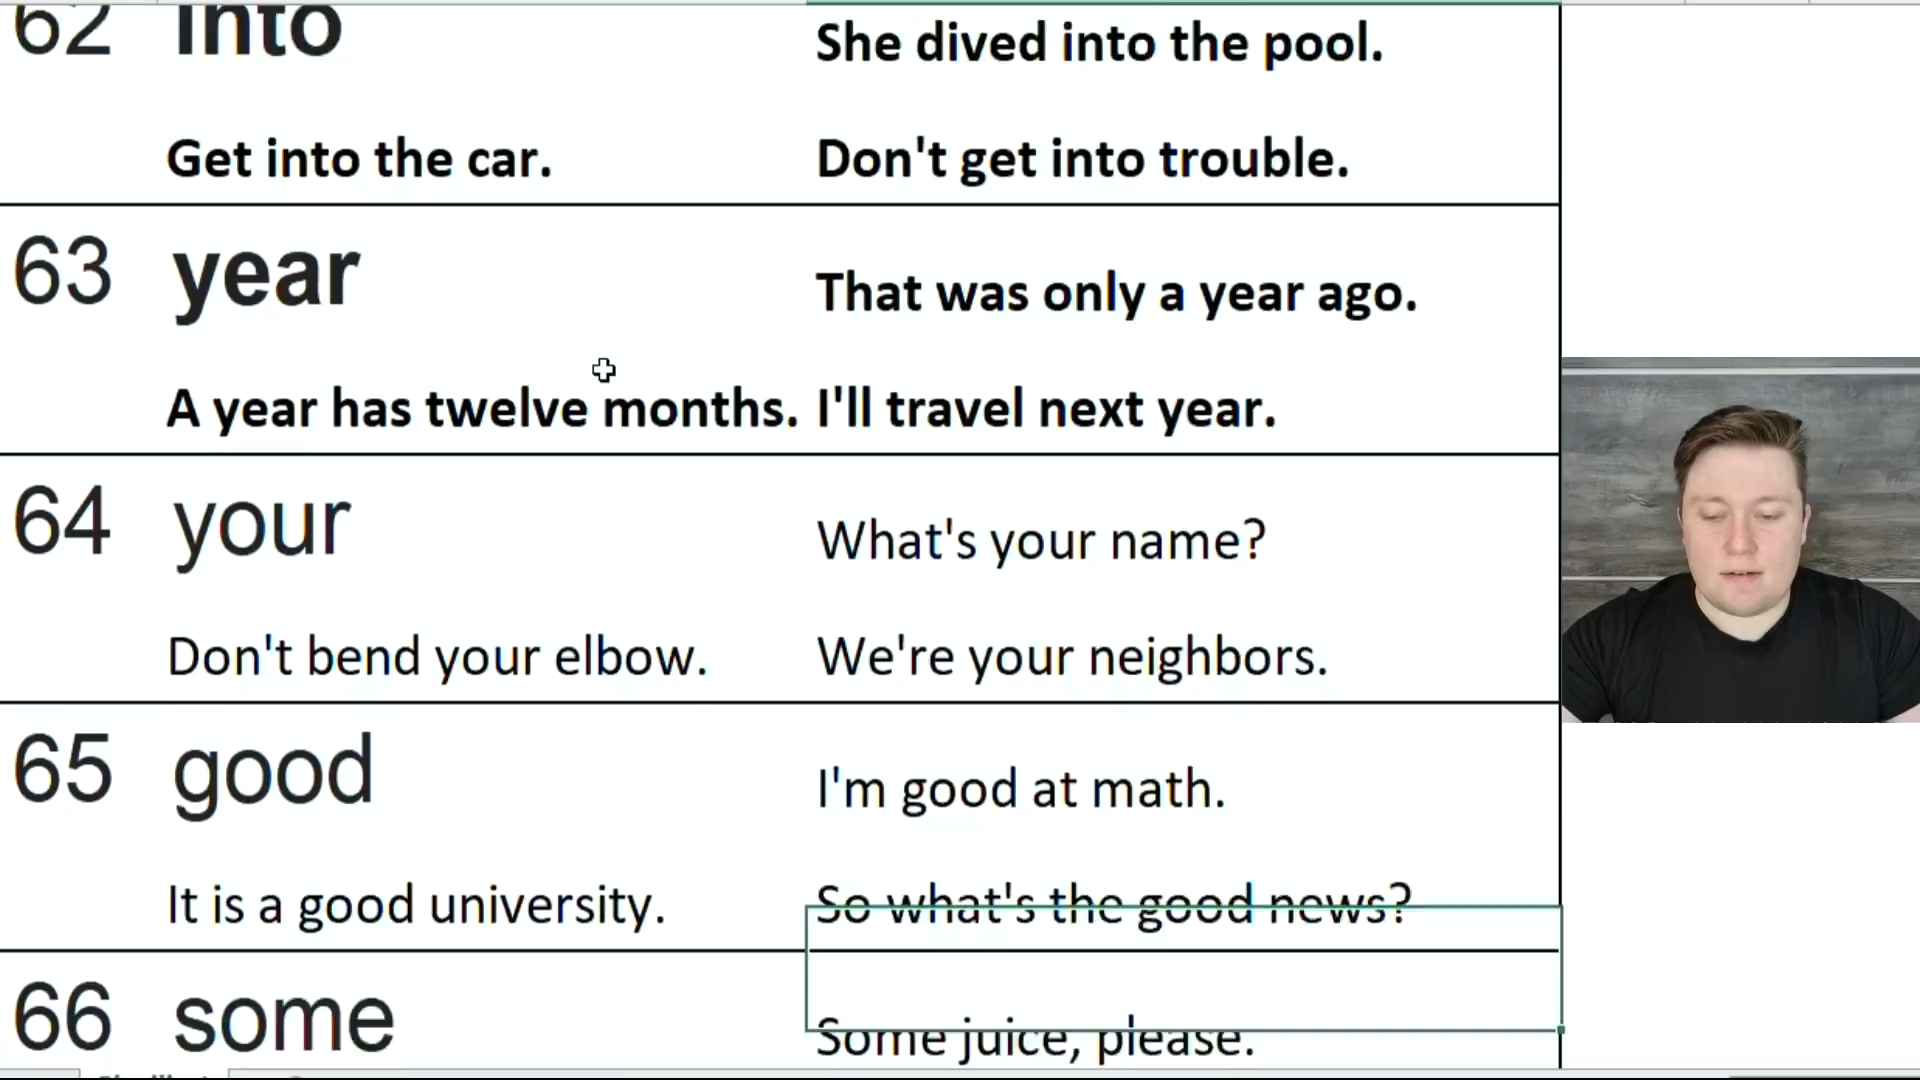 62 into
She dived into the pool.
Get into the car.
Don't get into trouble.
63 year
That was only a year ago.
A year has twelve months.
I'll travel next year.
64 your
What's your name?
Don't bend your elbow.
We're your neighbors.
65 good
I'm good at math.
It is a good university.
So what's the good news?
66 some
Some juice, please.